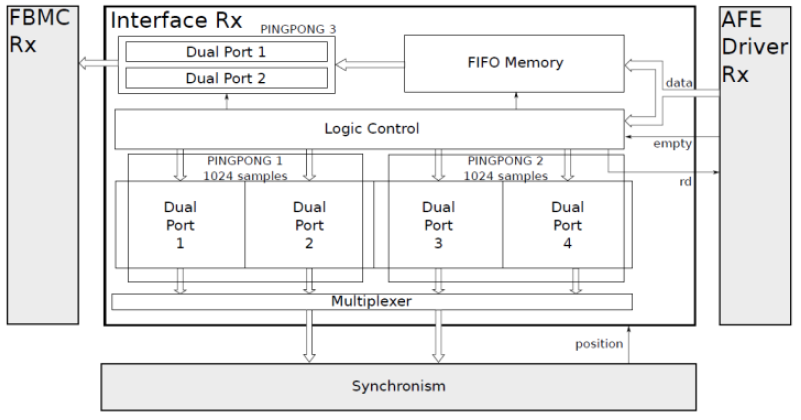 FBMC
Rx
Interface Rx
PINGPONG 3
Dual Port 1
Dual Port 2
FIFO Memory
AFE
Driver
Rx
data
Logic Control
empty
rd
PINGPONG 1
1024 samples
PINGPONG 2
1024 samples
Dual
Port
1
Dual
Port
2
Dual
Port
3
Dual
Port
4
Multiplexer
position
Synchronism